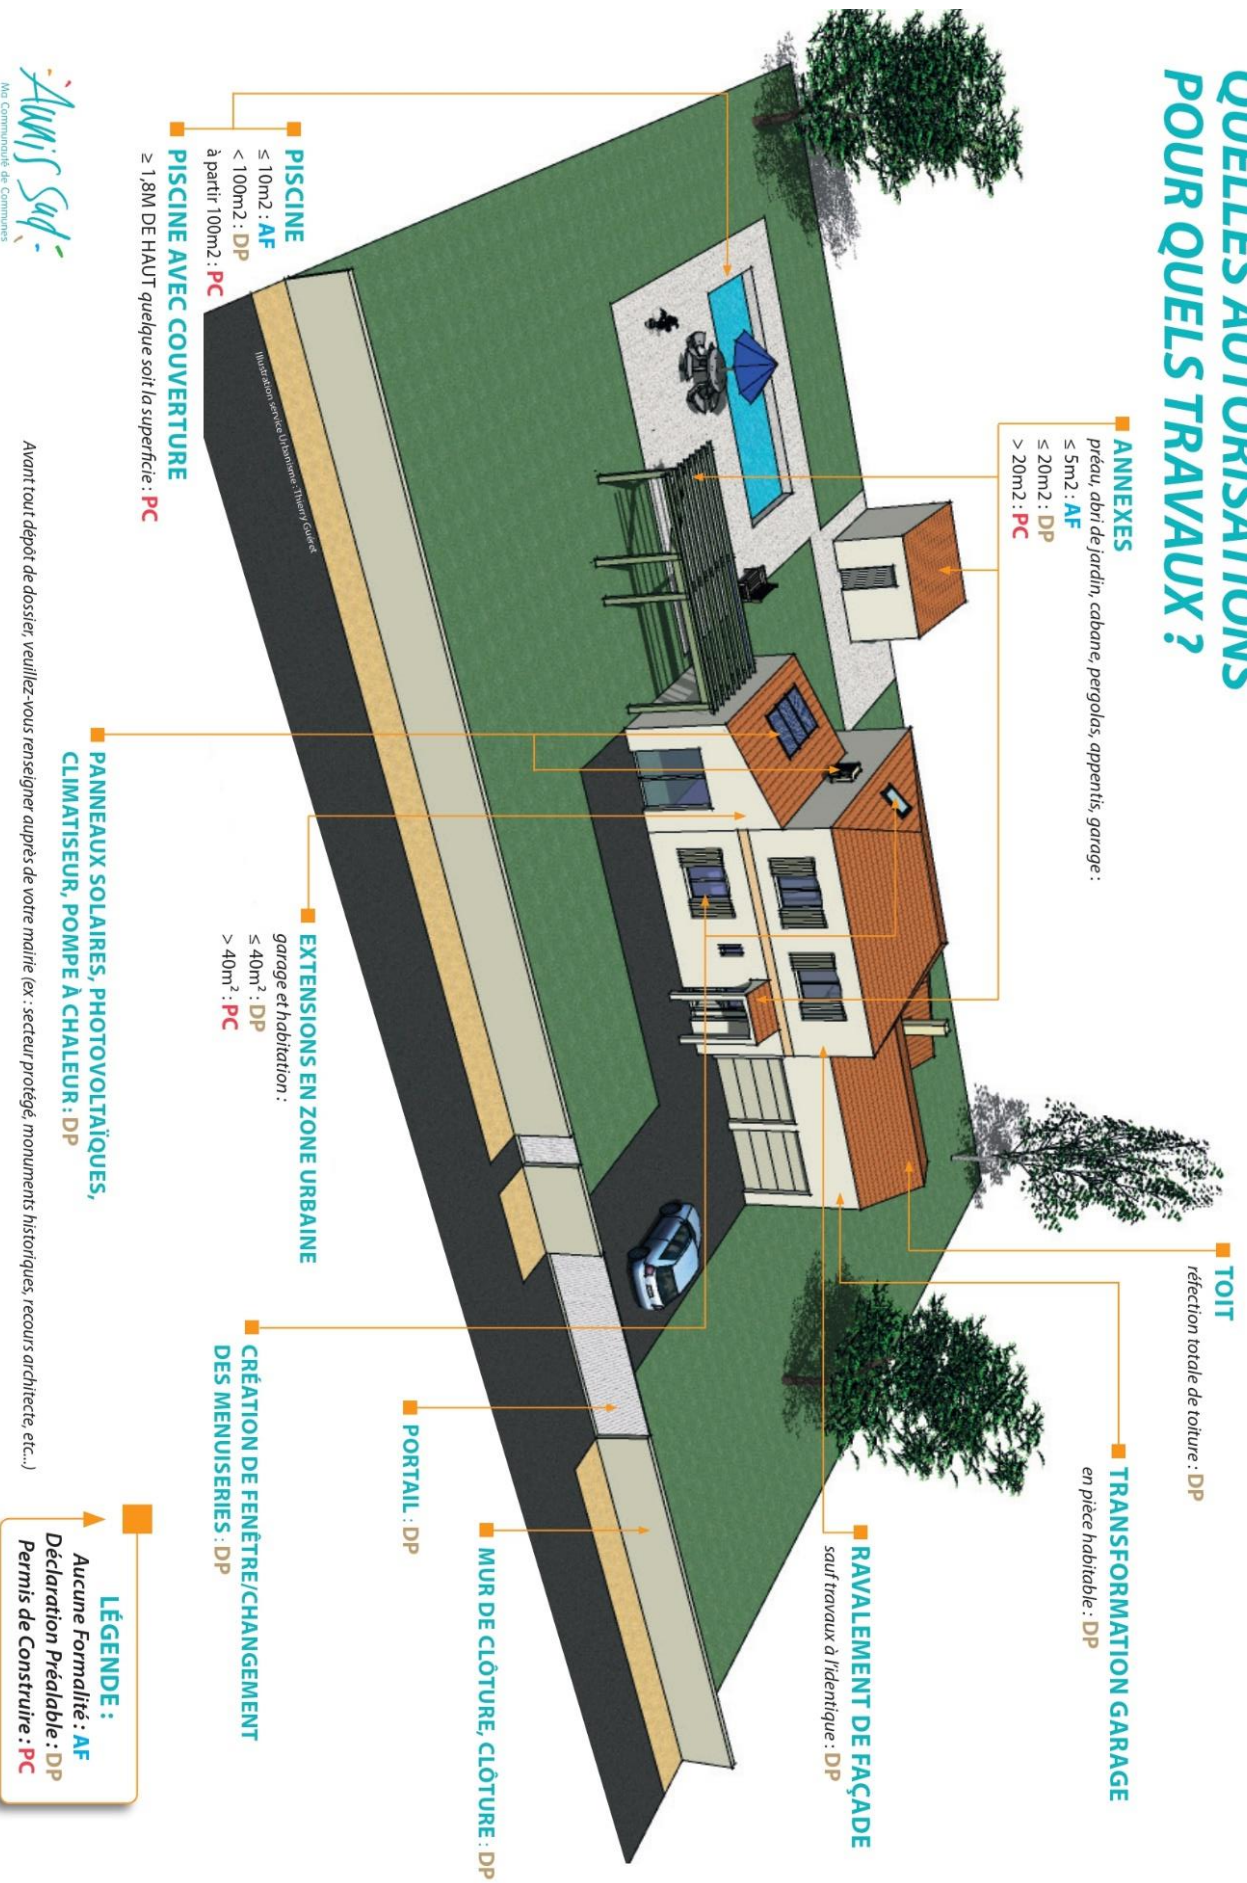 QUELLES AUTORISATIONS
POUR QUELS TRAVAUX ?
ANNEXES
préau, abri de jardin, cabane, pergolas, appentis, garage :
≤ 5m2 : AF
≤ 20m2 : DP
> 20m2 : PC
TOIT
réfection totale de toiture : DP
TRANSFORMATION GARAGE
en pièce habitable : DP
RAVALEMENT DE FAÇADE
sauf travaux à l'identique : DP
MUR DE CLÔTURE, CLÔTURE : DP
PORTAIL : DP
CRÉATION DE FENÊTRE/CHANGEMENT
DES MENUISERIES : DP
EXTENSIONS EN ZONE URBAINE
garage et habitation :
≤ 40m² : DP
> 40m² : PC
PANNEAUX SOLAIRES, PHOTOVOLTAÏQUES,
CLIMATISEUR, POMPE À CHALEUR : DP
PISCINE
≤ 10m2 : AF
< 100m2 : DP
à partir 100m2 : PC
PISCINE AVEC COUVERTURE
≥ 1,8M DE HAUT quelque soit la superficie : PC
Illustration service Urbanisme : Thierry Guéret
Aunis Sud
Ma Communauté de Communes
Avant tout dépôt de dossier, veuillez-vous renseigner auprès de votre mairie (ex : secteur protégé, monuments historiques, recours architecte, etc...)
LÉGENDE :
Aucune Formalité : AF
Déclaration Préalable : DP
Permis de Construire : PC